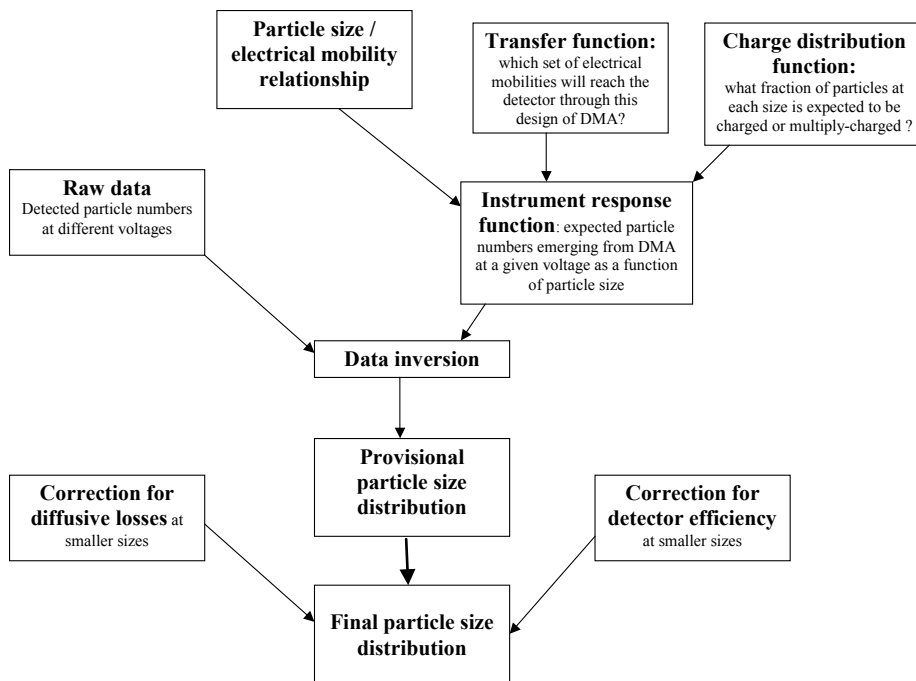 Particle size /
electrical mobility
relationship
Transfer function:
which set of electrical
mobilities will reach the
detector through this
design of DMA?
Charge distribution
function:
what fraction of particles at
each size is expected to be
charged or multiply-charged ?
Raw data
Detected particle numbers
at different voltages
Instrument response
function: expected particle
numbers emerging from DMA
at a given voltage as a function
of particle size
Data inversion
Provisional
particle size
distribution
Correction for
diffusive losses at
smaller sizes
Correction for
detector efficiency
at smaller sizes
Final particle size
distribution